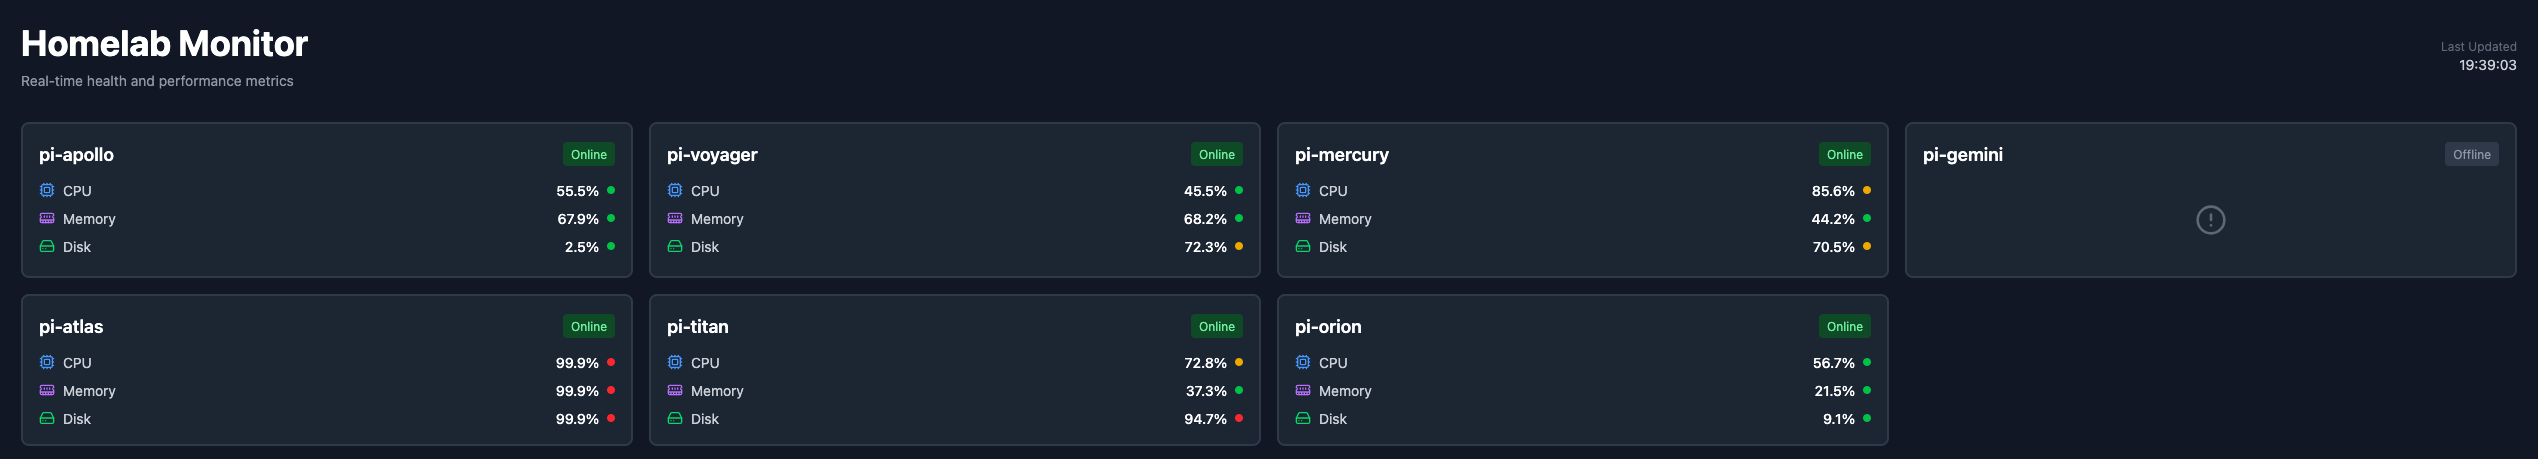 Homelab Monitor
Real-time health and performance metrics
Last Updated
19:39:03
pi-apollo Online
CPU 55.5%
Memory 67.9%
Disk 2.5%
pi-voyager Online
CPU 45.5%
Memory 68.2%
Disk 72.3%
pi-mercury Online
CPU 85.6%
Memory 44.2%
Disk 70.5%
pi-gemini Offline
pi-atlas Online
CPU 99.9%
Memory 99.9%
Disk 99.9%
pi-titan Online
CPU 72.8%
Memory 37.3%
Disk 94.7%
pi-orion Online
CPU 56.7%
Memory 21.5%
Disk 9.1%